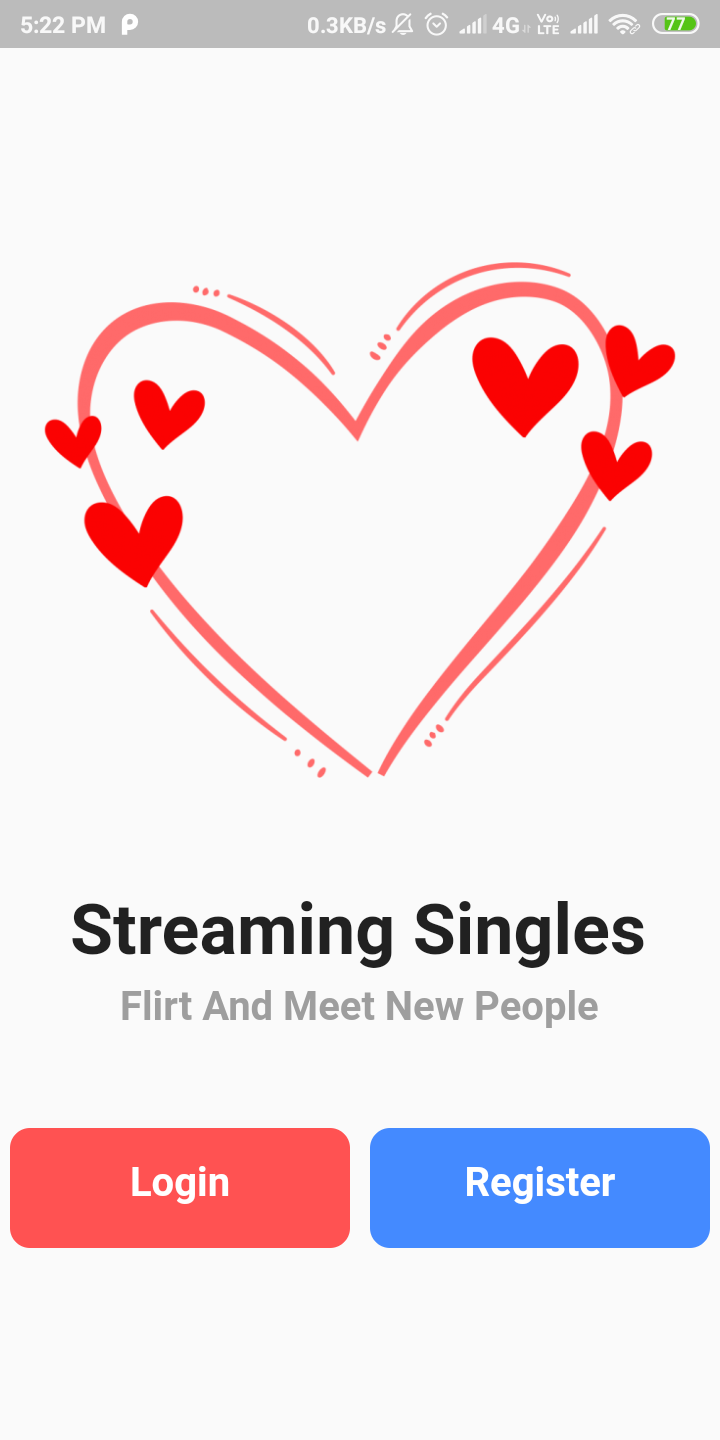 5:22 PM 0.3KB/s 4G Vo) LTE 77
Streaming Singles
Flirt And Meet New People
Login Register